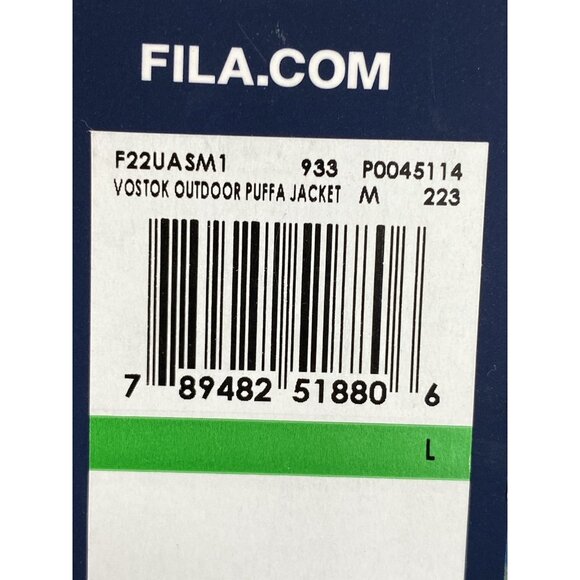 FILA.COM
F22UASM1 933 P0045114
VOSTOK OUTDOOR PUFFA JACKET M 223
7 89482 51880 6
L